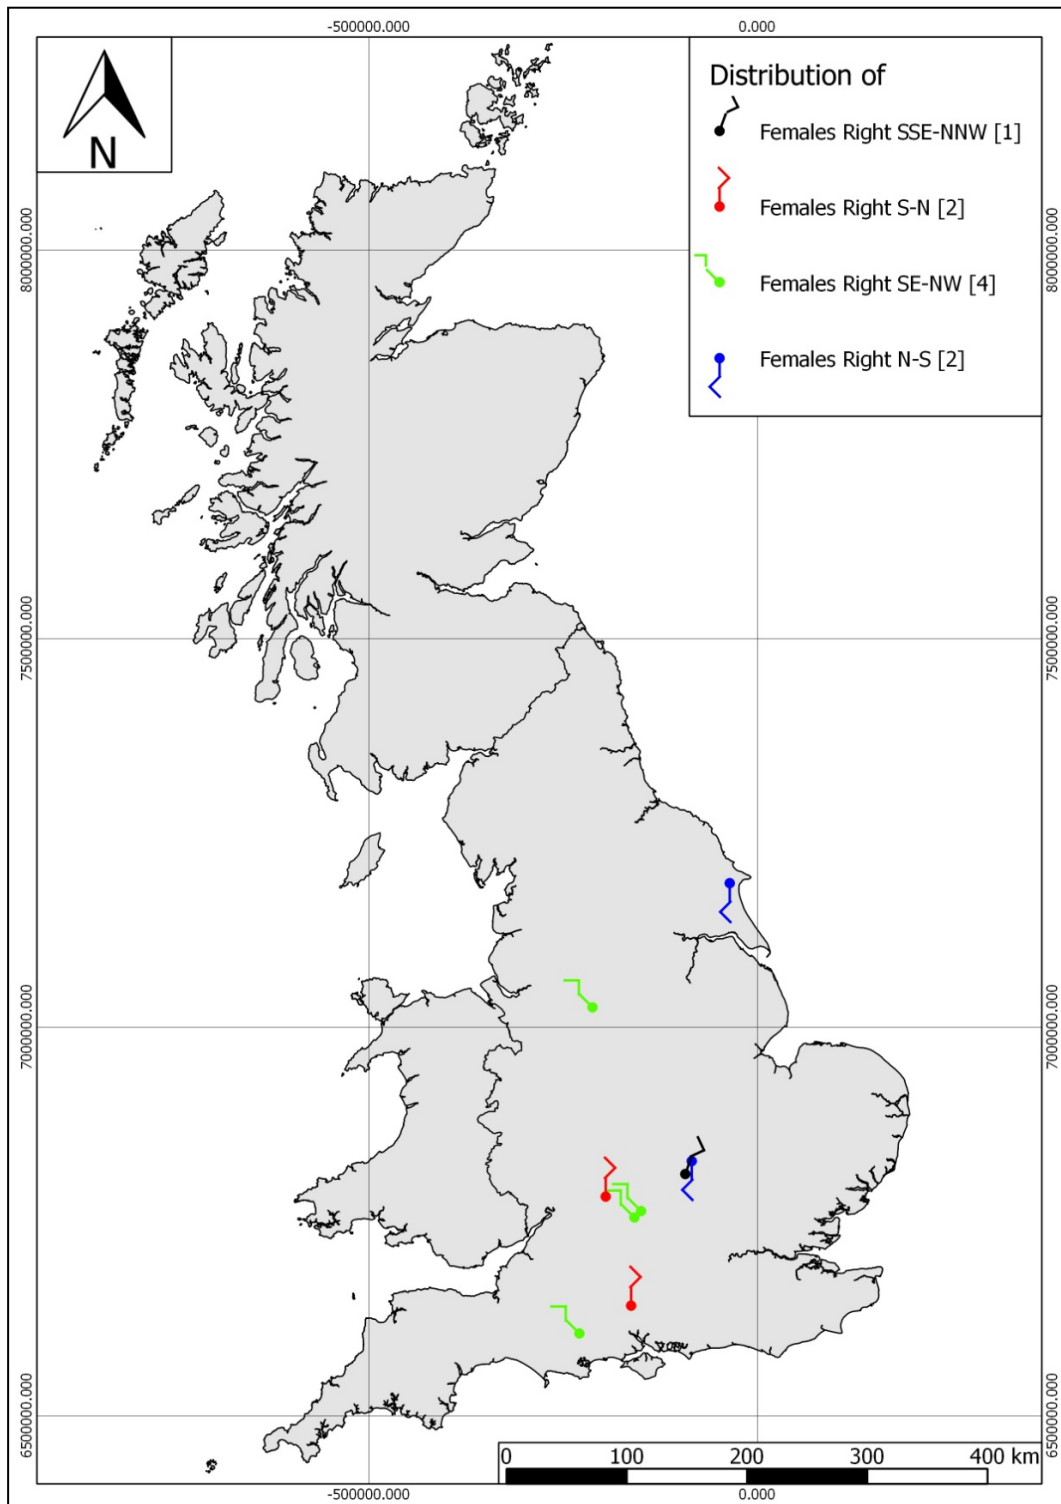 -500000.000 0.000
N
Distribution of
Females Right SSE-NNW [1]
Females Right S-N [2]
Females Right SE-NW [4]
Females Right N-S [2]
8000000.000 8000000.000
7500000.000 7500000.000
7000000.000 7000000.000
6500000.000 6500000.000
0 100 200 300 400 km
-500000.000 0.000